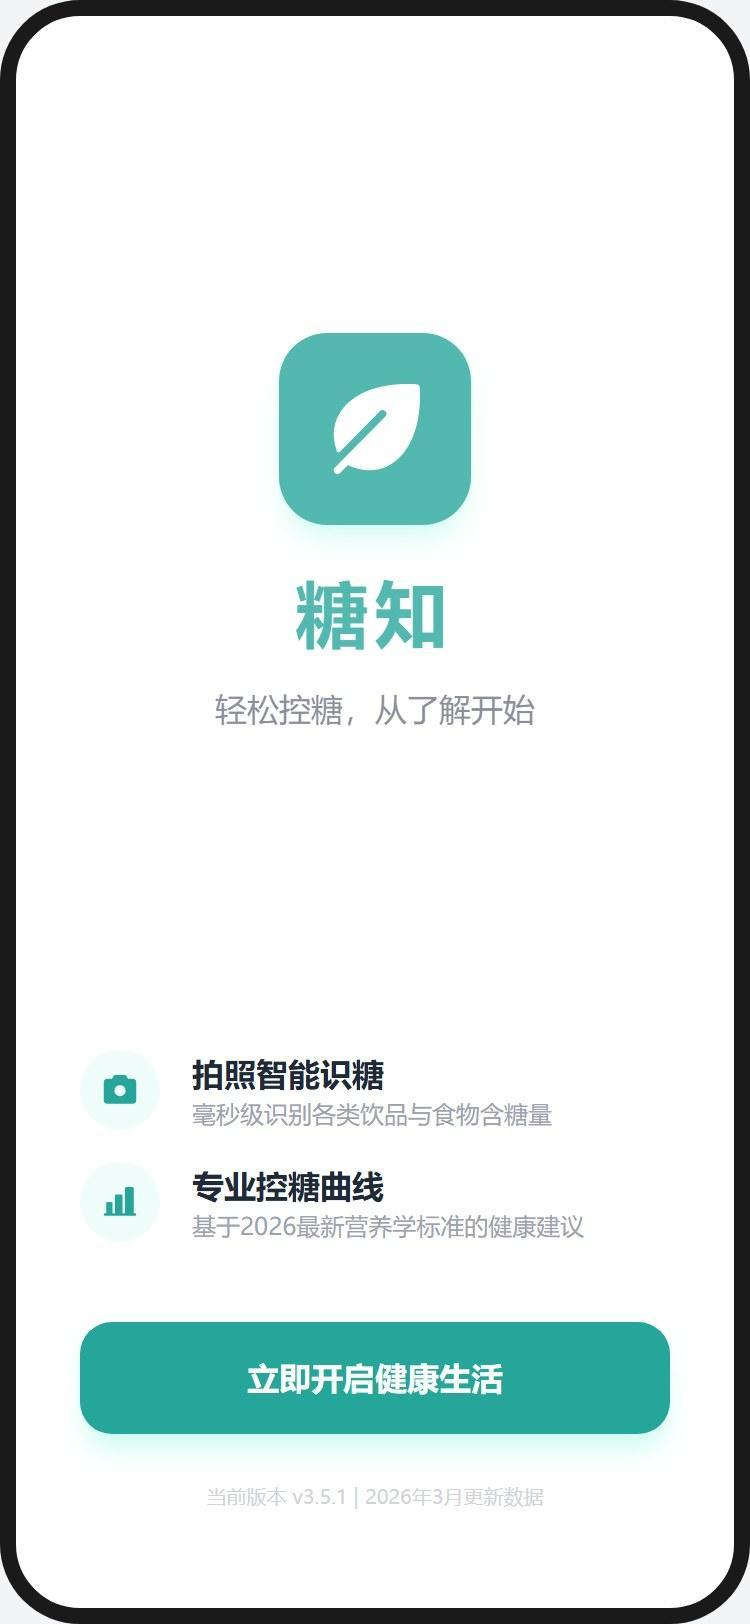 糖知
轻松控糖，从了解开始
拍照智能识糖
毫秒级识别各类饮品与食物含糖量
专业控糖曲线
基于2026最新营养学标准的健康建议
立即开启健康生活
当前版本 v3.5.1 | 2026年3月更新数据